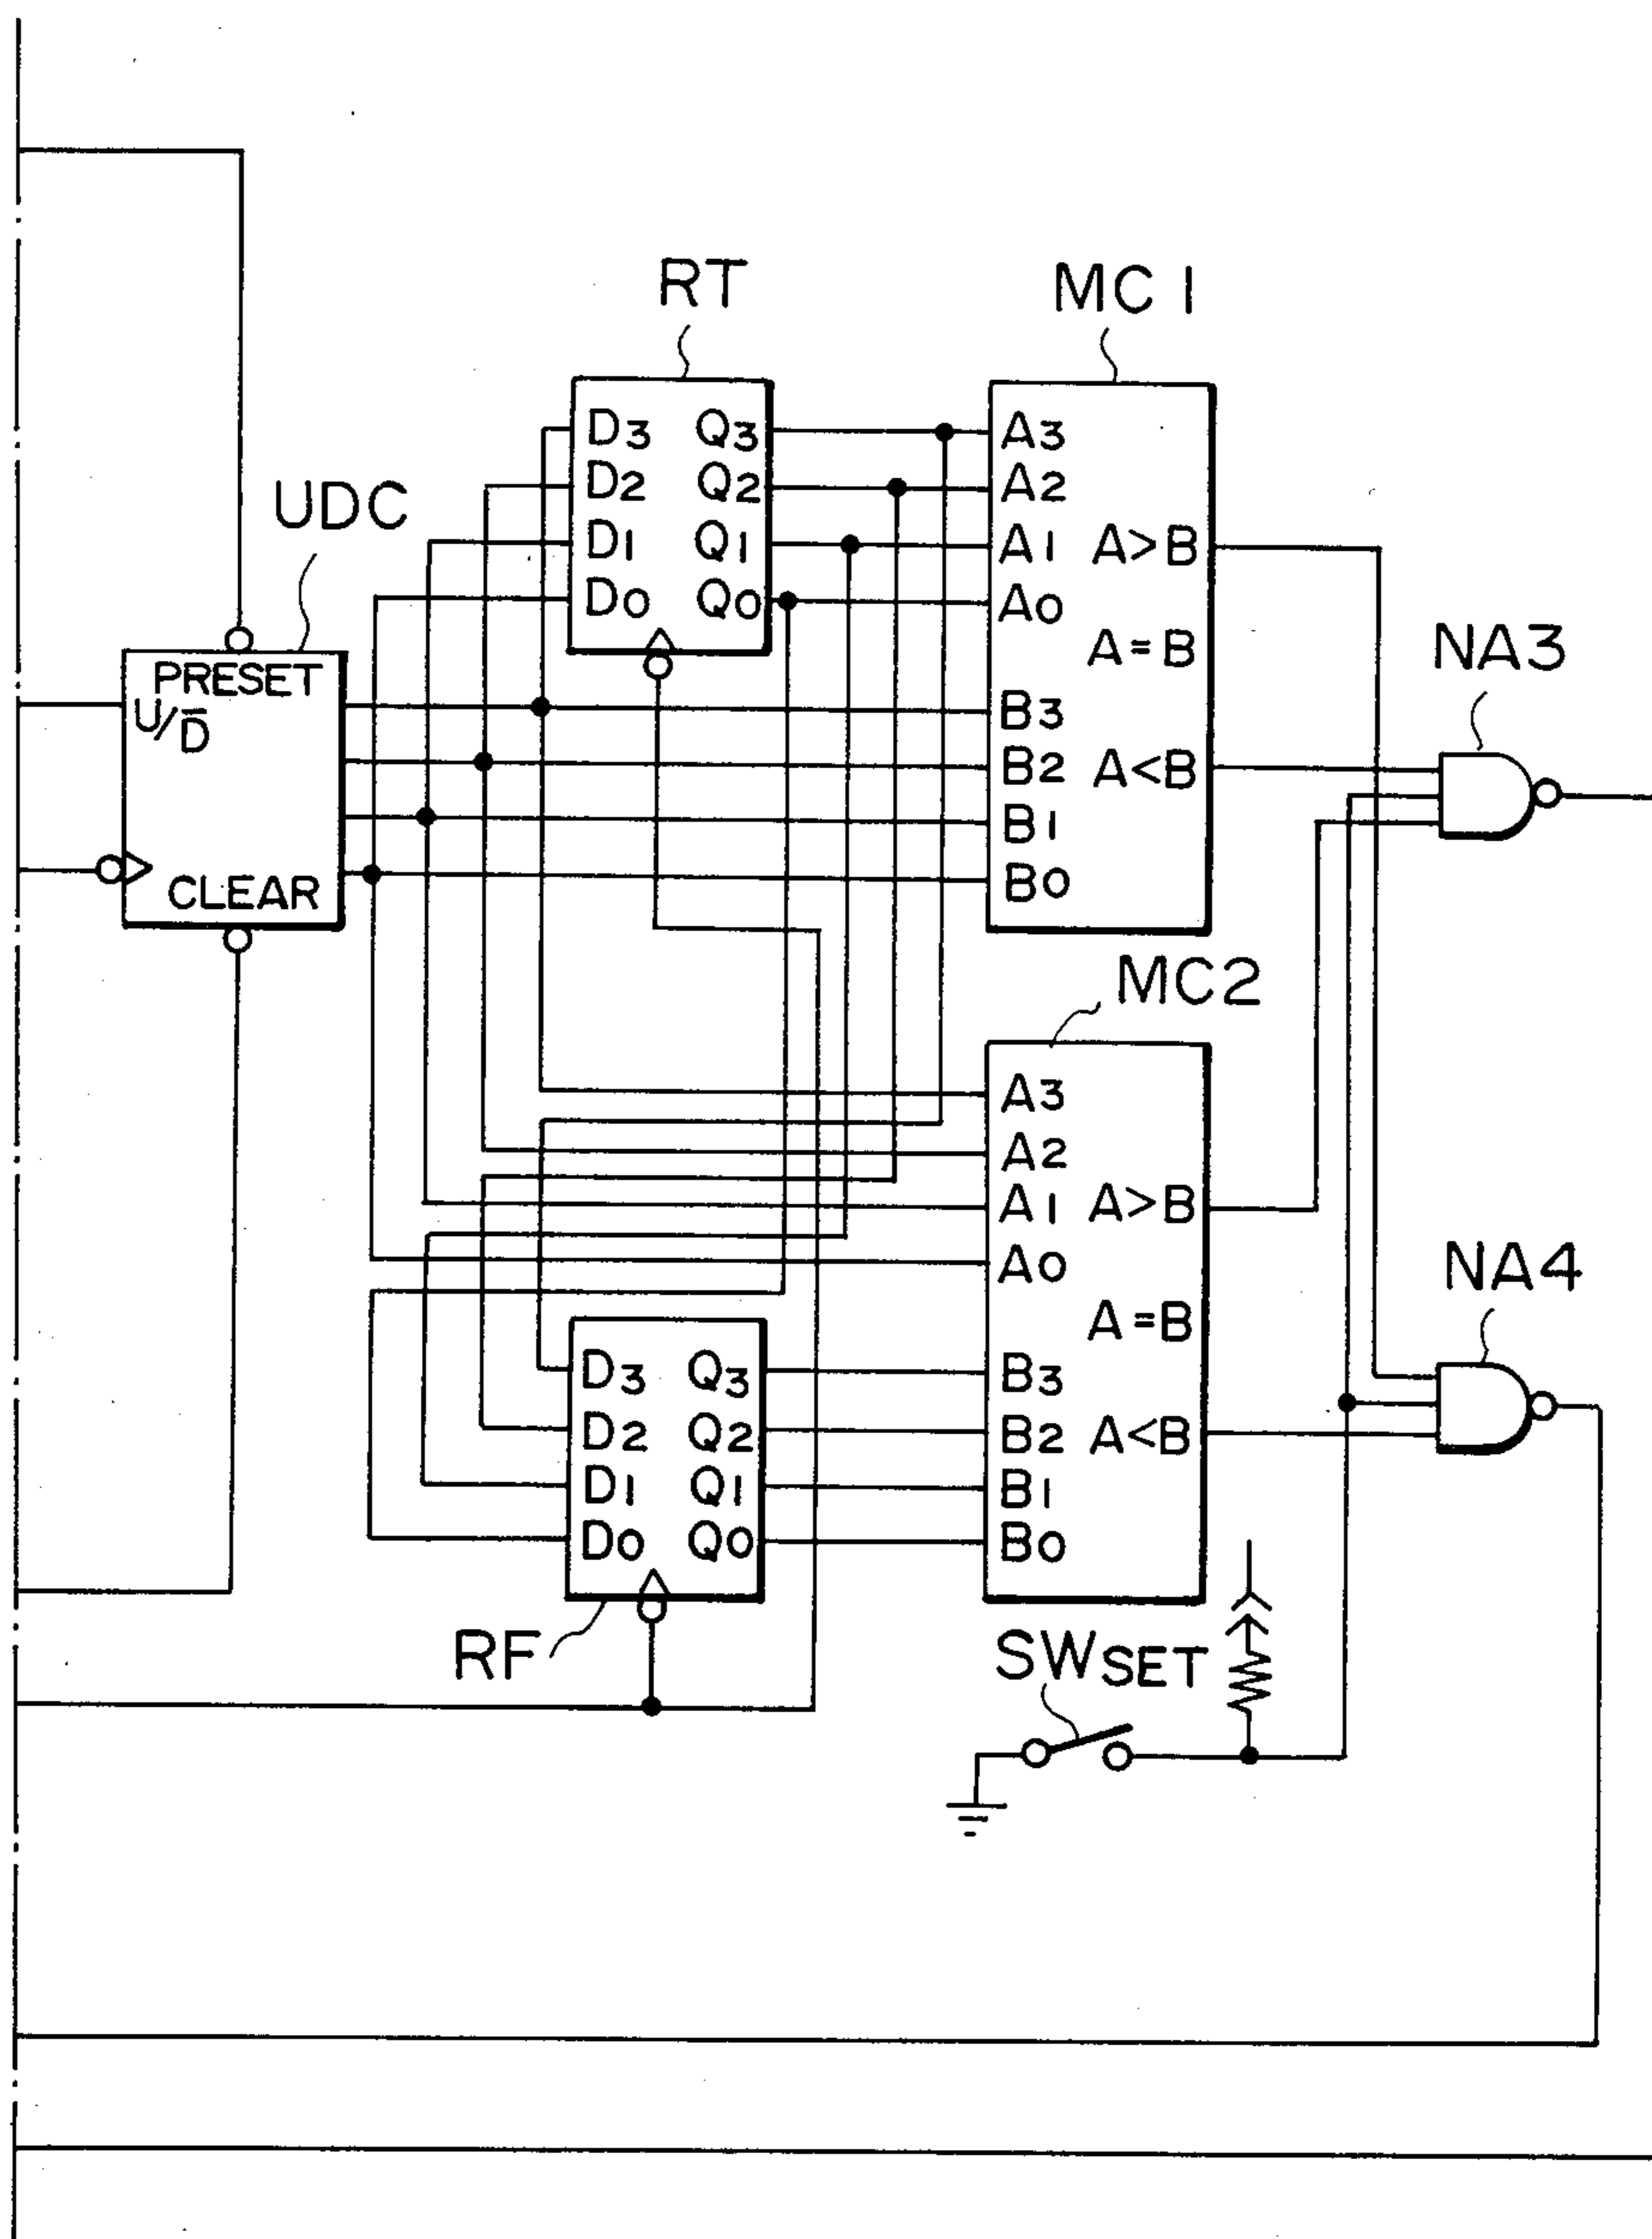 RT
MC 1
UDC
D3 Q3
D2 Q2
D1 Q1
D0 Q0
A3
A2
A1 A>B
A0
A=B
B3
B2 A<B
B1
B0
PRESET
U/D̅
CLEAR
NA3
MC2
A3
A2
A1 A>B
A0
A=B
B3
B2 A<B
B1
B0
NA4
D3 Q3
D2 Q2
D1 Q1
D0 Q0
RF
SWSET